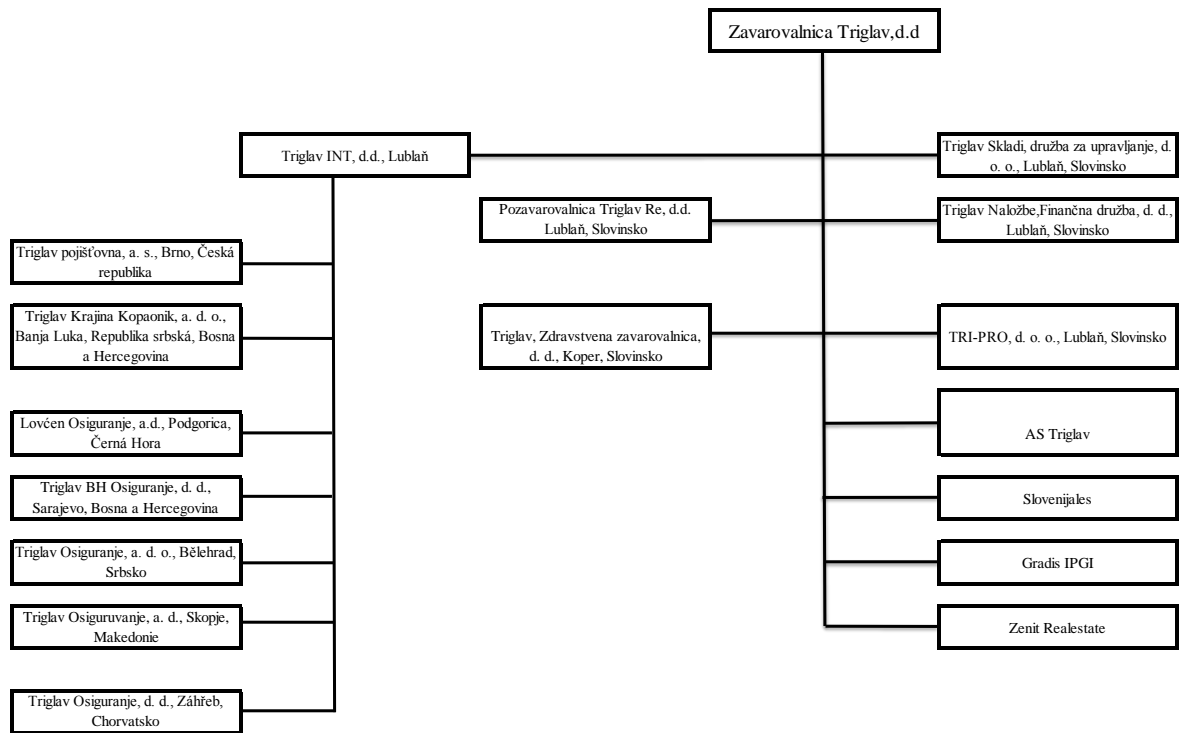 Zavarovalnica Triglav,d.d
Triglav INT, d.d., Lublaň
Triglav Skladi, družba za upravljanje, d.
o. o., Lublaň, Slovinsko
Pozavarovalnica Triglav Re, d.d.
Lublaň, Slovinsko
Triglav Naložbe,Finančna družba, d. d.,
Lublaň, Slovinsko
Triglav pojišťovna, a. s., Brno, Česká
republika
Triglav Krajina Kopaonik, a. d. o.,
Banja Luka, Republika srbská, Bosna
a Hercegovina
Triglav, Zdravstvena zavarovalnica,
d. d., Koper, Slovinsko
TRI-PRO, d. o. o., Lublaň, Slovinsko
Lovćen Osiguranje, a.d., Podgorica,
Černá Hora
AS Triglav
Triglav BH Osiguranje, d. d.,
Sarajevo, Bosna a Hercegovina
Slovenijales
Triglav Osiguranje, a. d. o., Bělehrad,
Srbsko
Gradis IPGI
Triglav Osiguruvanje, a. d., Skopje,
Makedonie
Zenit Realestate
Triglav Osiguranje, d. d., Záhřeb,
Chorvatsko